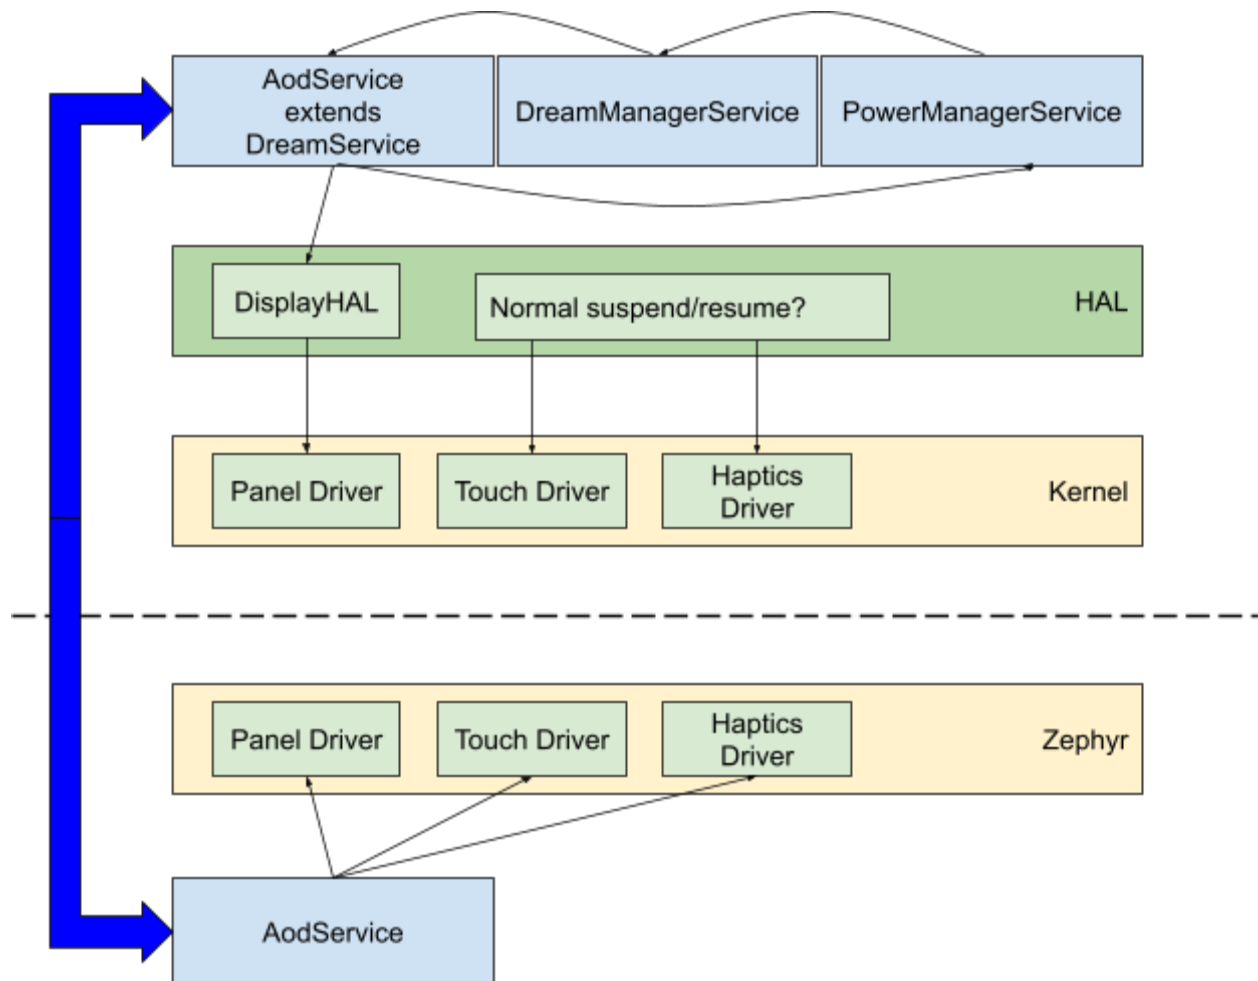 AodService
extends
DreamService
DreamManagerService
PowerManagerService
DisplayHAL
Normal suspend/resume?
HAL
Panel Driver
Touch Driver
Haptics
Driver
Kernel
Panel Driver
Touch Driver
Haptics
Driver
Zephyr
AodService